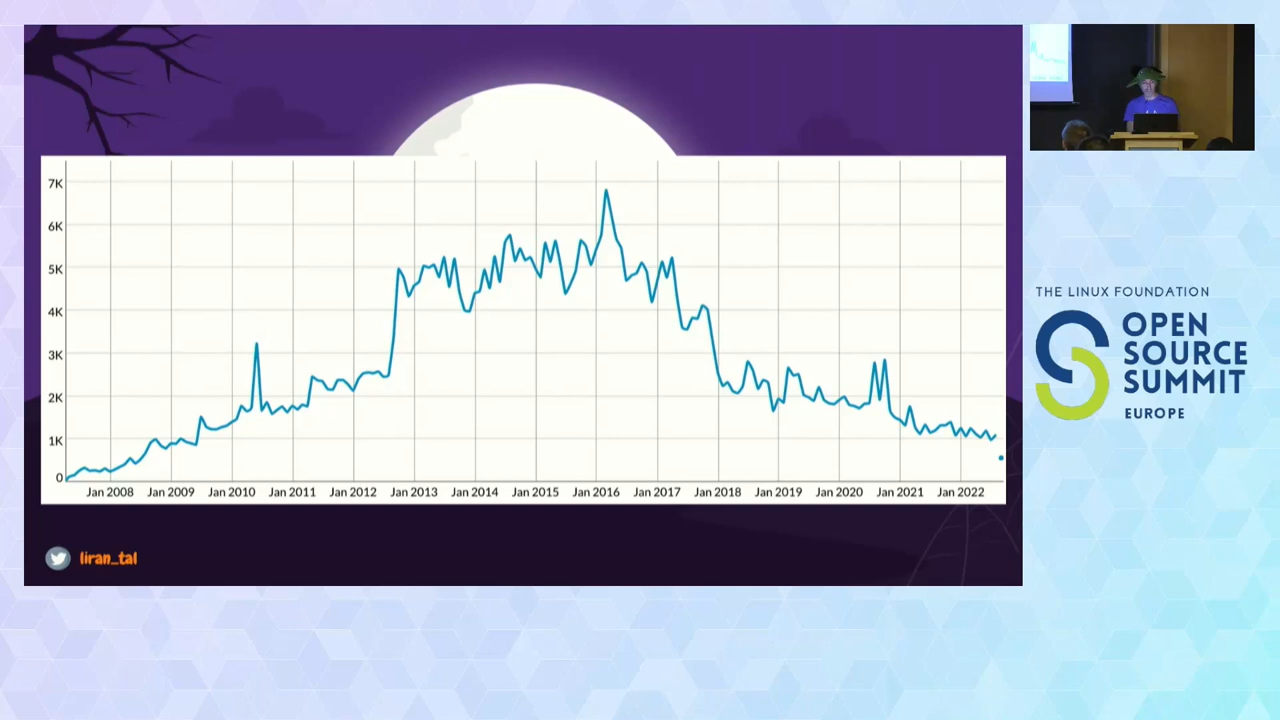 7K
6K
5K
4K
3K
2K
1K
0
Jan 2008 Jan 2009 Jan 2010 Jan 2011 Jan 2012 Jan 2013 Jan 2014 Jan 2015 Jan 2016 Jan 2017 Jan 2018 Jan 2019 Jan 2020 Jan 2021 Jan 2022
liran_tal
THE LINUX FOUNDATION
OPEN
SOURCE
SUMMIT
EUROPE